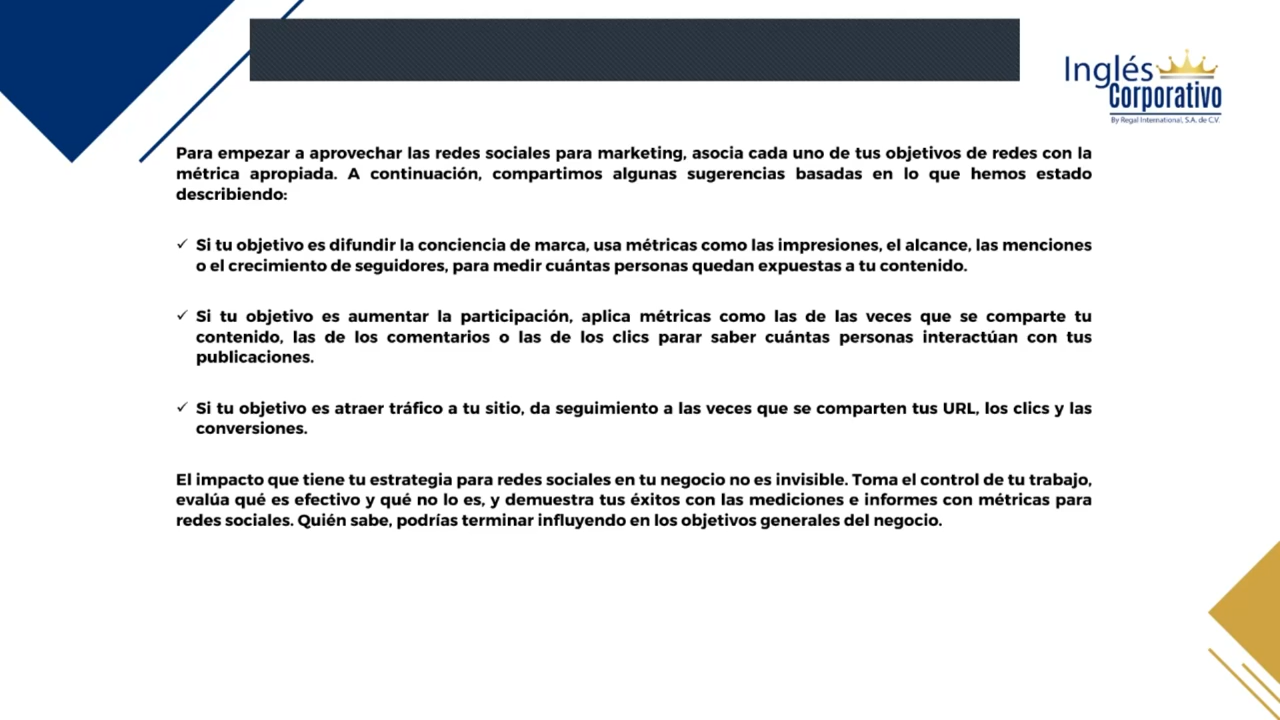 Inglés
Corporativo
By Regal International, S.A. de C.V.
Para empezar a aprovechar las redes sociales para marketing, asocia cada uno de tus objetivos de redes con la
métrica apropiada. A continuación, compartimos algunas sugerencias basadas en lo que hemos estado
describiendo:
✓ Si tu objetivo es difundir la conciencia de marca, usa métricas como las impresiones, el alcance, las menciones
o el crecimiento de seguidores, para medir cuántas personas quedan expuestas a tu contenido.
✓ Si tu objetivo es aumentar la participación, aplica métricas como las de las veces que se comparte tu
contenido, las de los comentarios o las de los clics parar saber cuántas personas interactúan con tus
publicaciones.
✓ Si tu objetivo es atraer tráfico a tu sitio, da seguimiento a las veces que se comparten tus URL, los clics y las
conversiones.
El impacto que tiene tu estrategia para redes sociales en tu negocio no es invisible. Toma el control de tu trabajo,
evalúa qué es efectivo y qué no lo es, y demuestra tus éxitos con las mediciones e informes con métricas para
redes sociales. Quién sabe, podrías terminar influyendo en los objetivos generales del negocio.